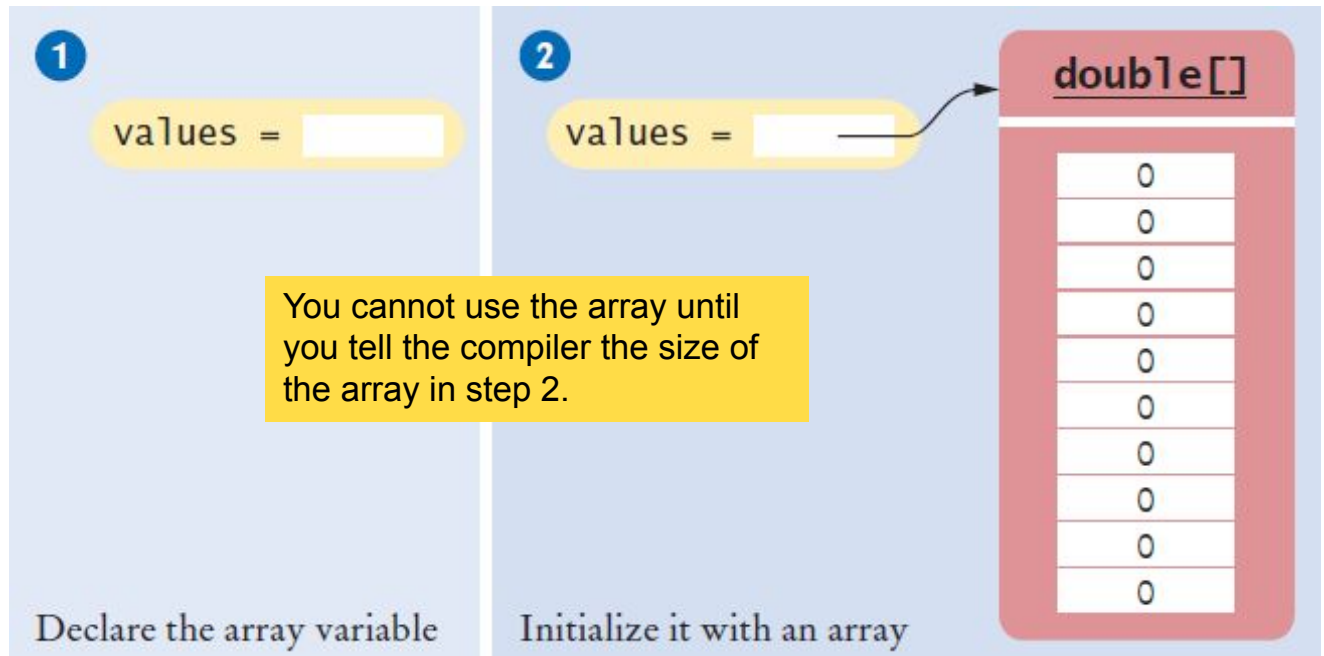 1
values =
Declare the array variable
2
values =
double[]
0
0
0
0
0
0
0
0
0
0
You cannot use the array until
you tell the compiler the size of
the array in step 2.
Initialize it with an array